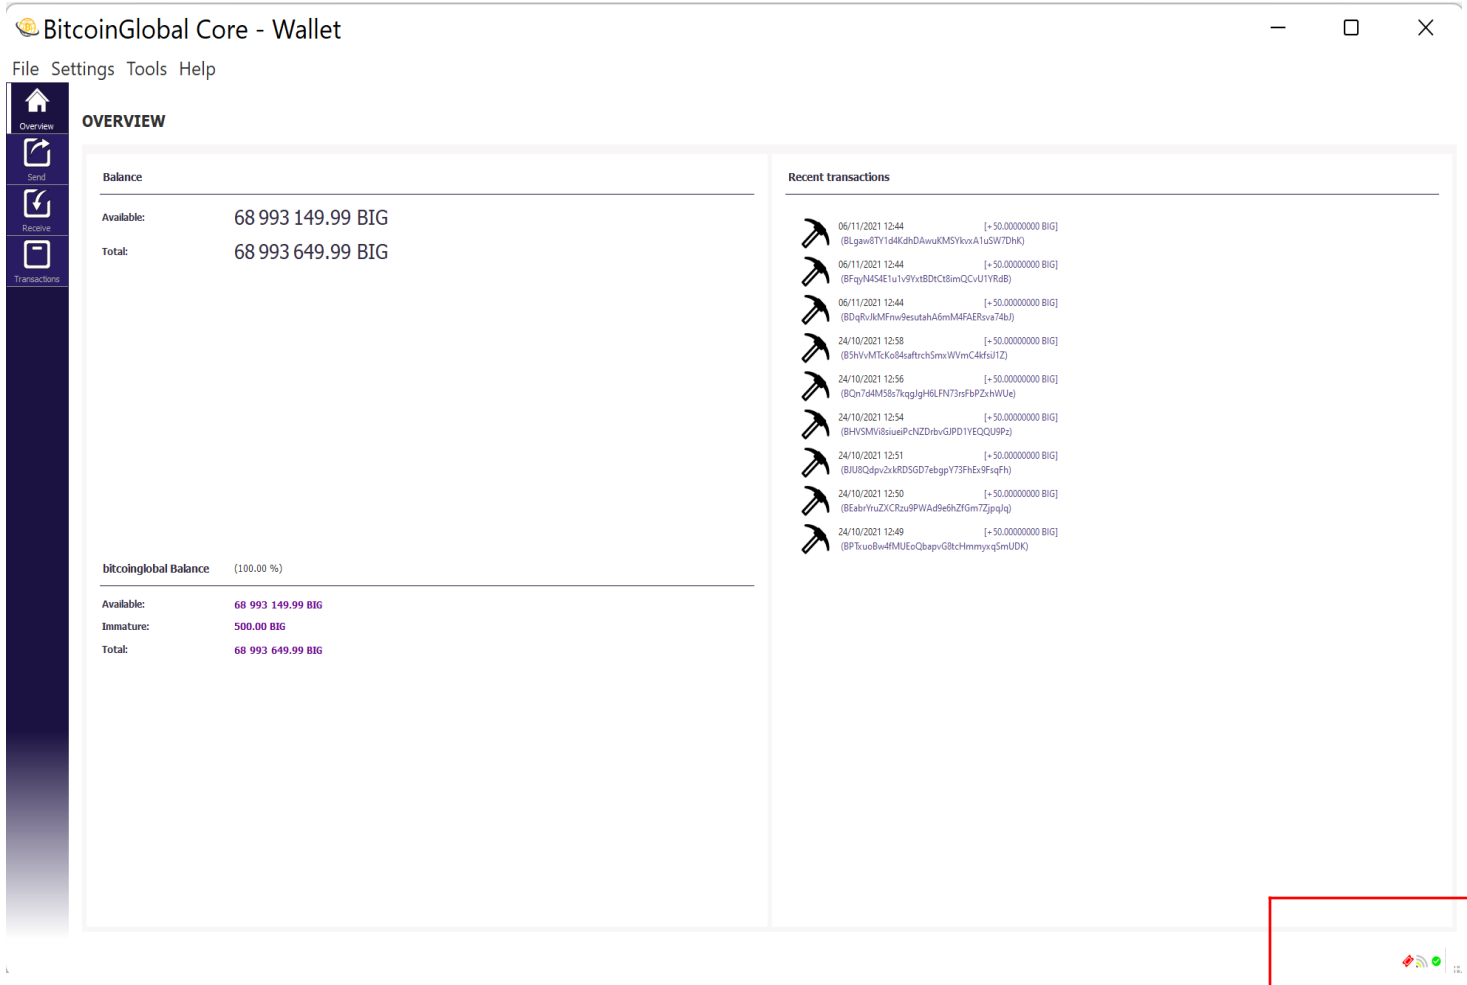 BitcoinGlobal Core - Wallet
File Settings Tools Help
Overview
Send
Receive
Transactions
OVERVIEW
Balance
Available: 68 993 149.99 BIG
Total: 68 993 649.99 BIG
bitcoinglobal Balance (100.00 %)
Available: 68 993 149.99 BIG
Immature: 500.00 BIG
Total: 68 993 649.99 BIG
Recent transactions
06/11/2021 12:44 [+50.00000000 BIG]
(BLgaw8TY1d4KdhDAwuKMSYkvxA1uSW7DhK)
06/11/2021 12:44 [+50.00000000 BIG]
(BFqyN4S4E1u1v9YxtBDtCt8imQCvU1YRdB)
06/11/2021 12:44 [+50.00000000 BIG]
(BDqRvJkMFnw9esutahA6mM4FAERsva74bJ)
24/10/2021 12:58 [+50.00000000 BIG]
(B5hVvMTcKo84saftrchSmxWVmC4kfsiJ1Z)
24/10/2021 12:56 [+50.00000000 BIG]
(BQn7d4M58s7kqgJgH6LFN73rsFbPZxhWUe)
24/10/2021 12:54 [+50.00000000 BIG]
(BHVSMVi8siueiPcNZDrbvGJPD1YEQQU9Pz)
24/10/2021 12:51 [+50.00000000 BIG]
(BJU8Qdpv2xkRDSGD7ebgpY73FhEx9FsqFh)
24/10/2021 12:50 [+50.00000000 BIG]
(BEabrYruZXCRzu9PWAd9e6hZfGm7ZjpqJq)
24/10/2021 12:49 [+50.00000000 BIG]
(BPTxuoBw4fMUEoQbapvG8tcHmmyxqSmUDK)